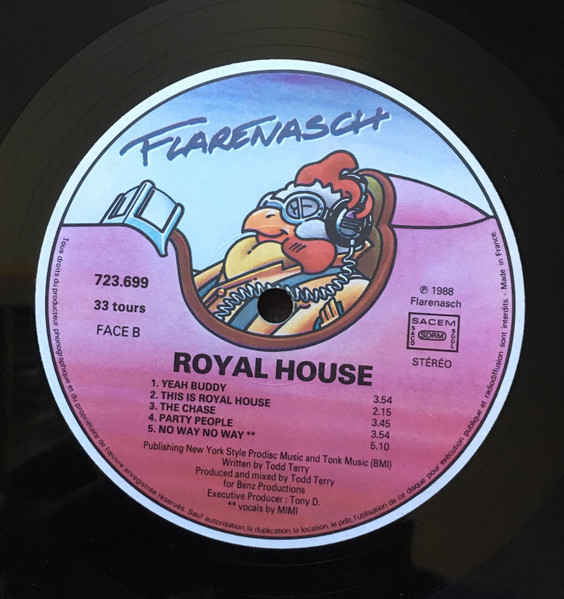 FLARENASCH
723.699
33 tours
FACE B
℗ 1988
Flarenasch
SACEM
SACD
SDRM
SGDL
STÉRÉO
ROYAL HOUSE
1. YEAH BUDDY 3.54
2. THIS IS ROYAL HOUSE 2.15
3. THE CHASE 3.45
4. PARTY PEOPLE 3.54
5. NO WAY NO WAY ** 5.10
Publishing New York Style Prodisc Music and Tonk Music (BMI)
Written by Todd Terry
Produced and mixed by Todd Terry
for Benz Productions
Executive Producer : Tony D.
** vocals by MIMI
Tous droits du producteur phonographique et du propriétaire de l'œuvre enregistrée réservés. Sauf autorisation la duplication la location, le prêt, l'utilisation de ce disque pour exécution publique et radiodiffusion sont interdits. - Made in France.